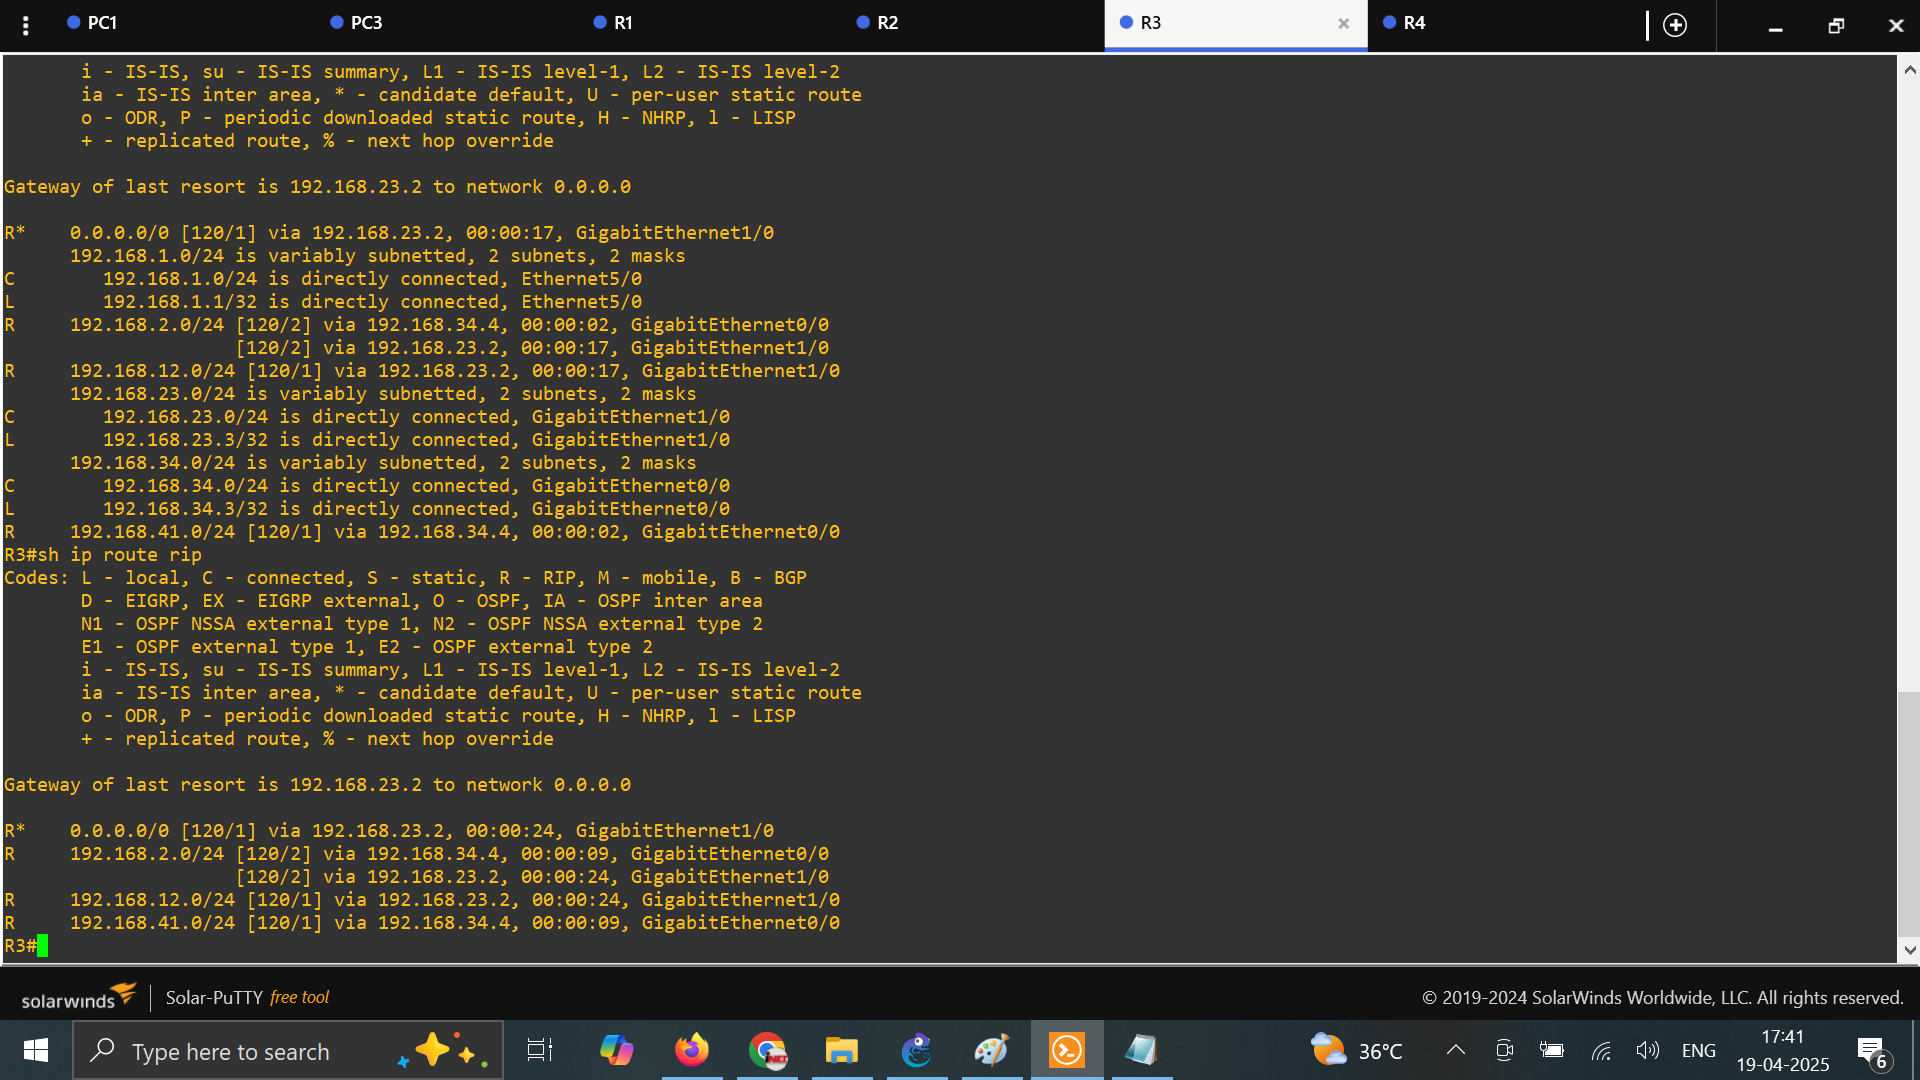 PC1
PC3
R1
R2
R3
R4
i - IS-IS, su - IS-IS summary, L1 - IS-IS level-1, L2 - IS-IS level-2
ia - IS-IS inter area, * - candidate default, U - per-user static route
o - ODR, P - periodic downloaded static route, H - NHRP, l - LISP
+ - replicated route, % - next hop override
Gateway of last resort is 192.168.23.2 to network 0.0.0.0
R*    0.0.0.0/0 [120/1] via 192.168.23.2, 00:00:17, GigabitEthernet1/0
192.168.1.0/24 is variably subnetted, 2 subnets, 2 masks
C        192.168.1.0/24 is directly connected, Ethernet5/0
L        192.168.1.1/32 is directly connected, Ethernet5/0
R     192.168.2.0/24 [120/2] via 192.168.34.4, 00:00:02, GigabitEthernet0/0
[120/2] via 192.168.23.2, 00:00:17, GigabitEthernet1/0
R     192.168.12.0/24 [120/1] via 192.168.23.2, 00:00:17, GigabitEthernet1/0
192.168.23.0/24 is variably subnetted, 2 subnets, 2 masks
C        192.168.23.0/24 is directly connected, GigabitEthernet1/0
L        192.168.23.3/32 is directly connected, GigabitEthernet1/0
192.168.34.0/24 is variably subnetted, 2 subnets, 2 masks
C        192.168.34.0/24 is directly connected, GigabitEthernet0/0
L        192.168.34.3/32 is directly connected, GigabitEthernet0/0
R     192.168.41.0/24 [120/1] via 192.168.34.4, 00:00:02, GigabitEthernet0/0
R3#sh ip route rip
Codes: L - local, C - connected, S - static, R - RIP, M - mobile, B - BGP
D - EIGRP, EX - EIGRP external, O - OSPF, IA - OSPF inter area
N1 - OSPF NSSA external type 1, N2 - OSPF NSSA external type 2
E1 - OSPF external type 1, E2 - OSPF external type 2
i - IS-IS, su - IS-IS summary, L1 - IS-IS level-1, L2 - IS-IS level-2
ia - IS-IS inter area, * - candidate default, U - per-user static route
o - ODR, P - periodic downloaded static route, H - NHRP, l - LISP
+ - replicated route, % - next hop override
Gateway of last resort is 192.168.23.2 to network 0.0.0.0
R*    0.0.0.0/0 [120/1] via 192.168.23.2, 00:00:24, GigabitEthernet1/0
R     192.168.2.0/24 [120/2] via 192.168.34.4, 00:00:09, GigabitEthernet0/0
[120/2] via 192.168.23.2, 00:00:24, GigabitEthernet1/0
R     192.168.12.0/24 [120/1] via 192.168.23.2, 00:00:24, GigabitEthernet1/0
R     192.168.41.0/24 [120/1] via 192.168.34.4, 00:00:09, GigabitEthernet0/0
R3#
solarwinds Solar-PuTTY free tool
© 2019-2024 SolarWinds Worldwide, LLC. All rights reserved.
Type here to search
36°C
ENG
17:41
19-04-2025
6